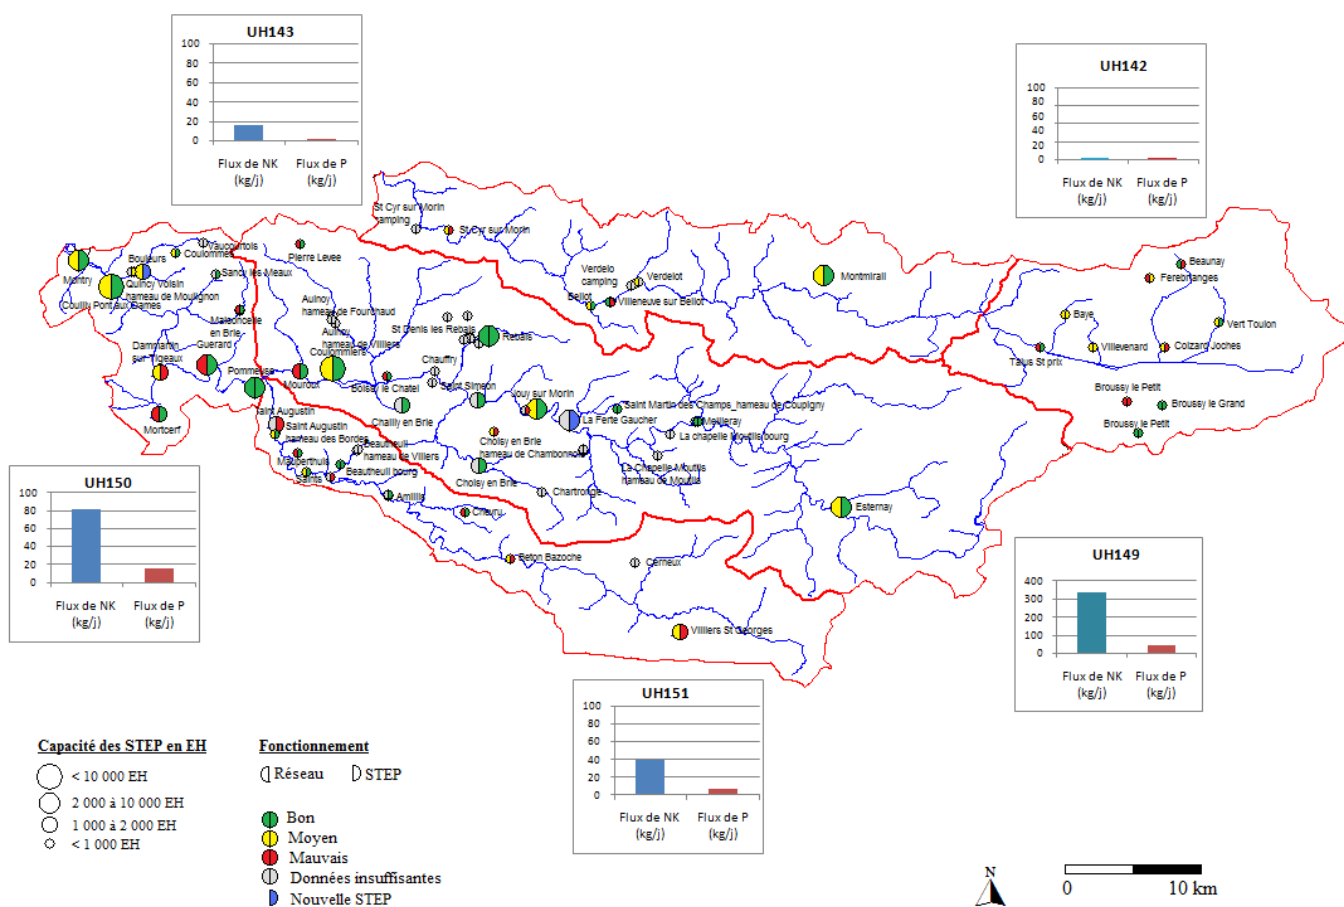 UH143
100
80
60
40
20
0
Flux de NK
(kg/j)
Flux de P
(kg/j)
UH142
100
80
60
40
20
0
Flux de NK
(kg/j)
Flux de P
(kg/j)
St Cyr sur Morin
camping
St Cyr sur Morin
Vaucourtois
Coulommes
Bouleurs
Pierre Levee
Montry
Sancy les Meaux
Quincy Voisin
hameau de Moulignon
Couilly Pont aux Dames
Verdelo
camping
Verdelot
Bellot
Villeneuve sur Bellot
Montmirail
Beaunay
Ferebrianges
Baye
Vert Toulon
Talus St prix
Villevenard
Coizard Joches
Broussy le Petit
Broussy le Grand
Broussy le Petit
Maisoncelle
en Brie
Aulnoy
hameau de Fourchaud
Aulnoy
hameau de Villiers
St Denis les Rebais
Rebais
Dammartin
sur Tigeaux
Guerard
Pommeuse
Coulommiers
Mouroux
Chauffry
Boissy le Chatel
Saint Simeon
Mortcerf
Chailly en Brie
Jouy sur Morin
La Ferte Gaucher
Saint Martin des Champs_hameau de Coupigny
Meilleray
La chapelle Moutils bourg
La Chapelle Moutils
hameau de Moutils
Saint Augustin
Saint Augustin
hameau des Bordes
Beautheuil
hameau de Villiers
Mauperthuis
Beautheuil bourg
Saints
Choisy en Brie
hameau de Chambonnois
Choisy en Brie
Chartronge
Amillis
Esternay
Beton Bazoche
Cerneux
Villiers St Georges
UH150
100
80
60
40
20
0
Flux de NK
(kg/j)
Flux de P
(kg/j)
UH149
400
300
200
100
0
Flux de NK
(kg/j)
Flux de P
(kg/j)
UH151
100
80
60
40
20
0
Flux de NK
(kg/j)
Flux de P
(kg/j)
Capacité des STEP en EH
< 10 000 EH
2 000 à 10 000 EH
1 000 à 2 000 EH
< 1 000 EH
Fonctionnement
Réseau
STEP
Bon
Moyen
Mauvais
Données insuffisantes
Nouvelle STEP
N
0
10 km